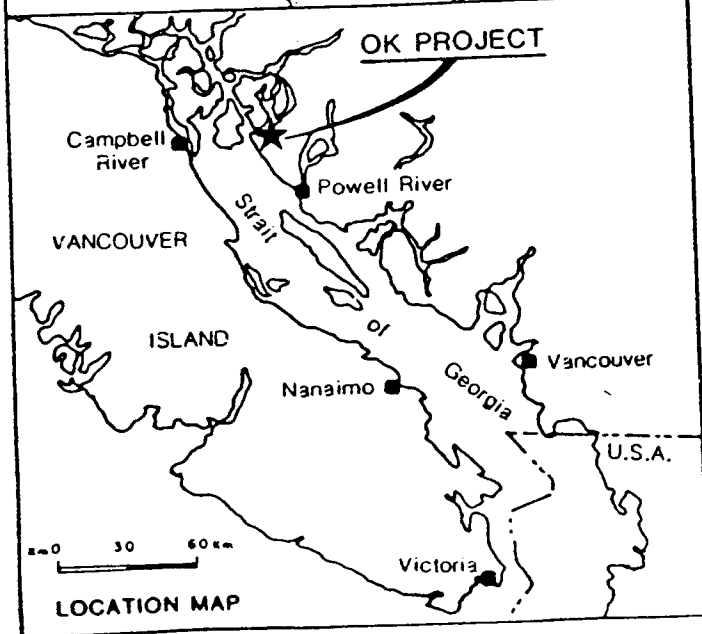 OK PROJECT
Campbell
River
Powell River
Strait
of
Georgia
VANCOUVER
ISLAND
Nanaimo
Vancouver
U.S.A.
Victoria
Km 0 30 60 Km
LOCATION MAP